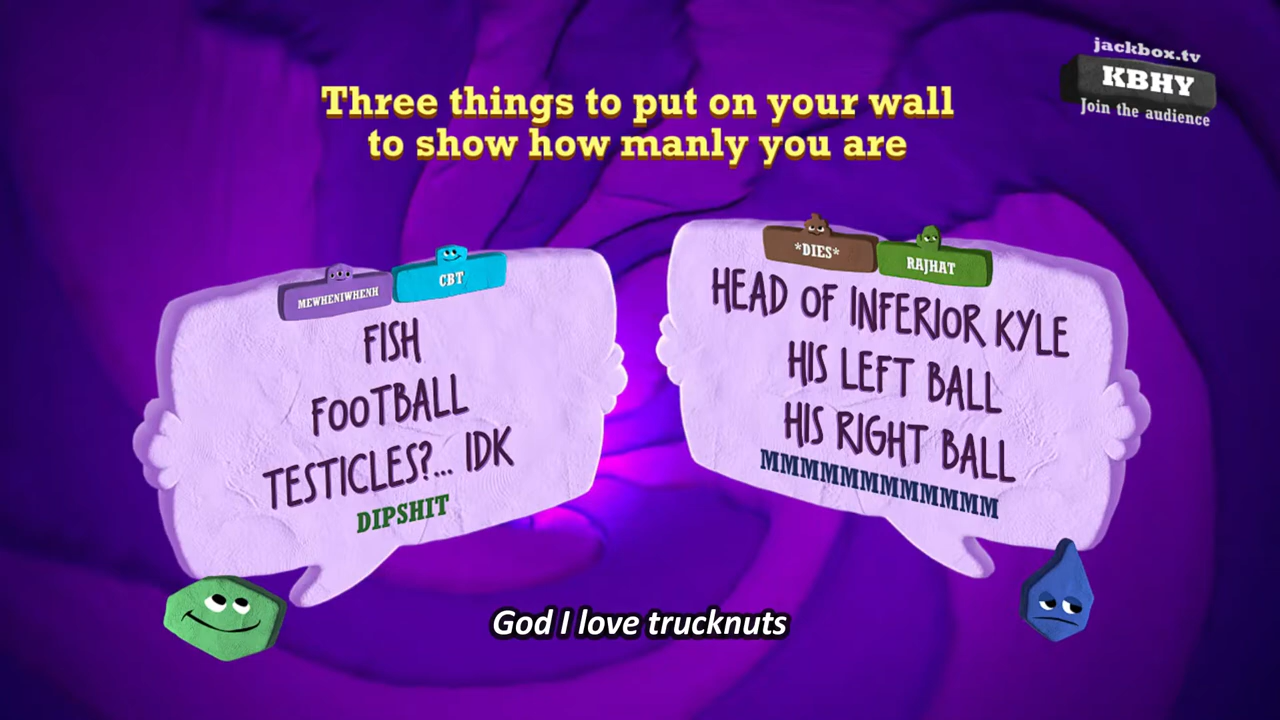 jackbox.tv
KBHY
Join the audience
Three things to put on your wall
to show how manly you are
MEWHENIWHENH
CBT
FISH
FOOTBALL
TESTICLES?... IDK
DIPSHIT
*DIES*
RAJHAT
HEAD OF INFERIOR KYLE
HIS LEFT BALL
HIS RIGHT BALL
MMMMMMMMMMMM
God I love trucknuts